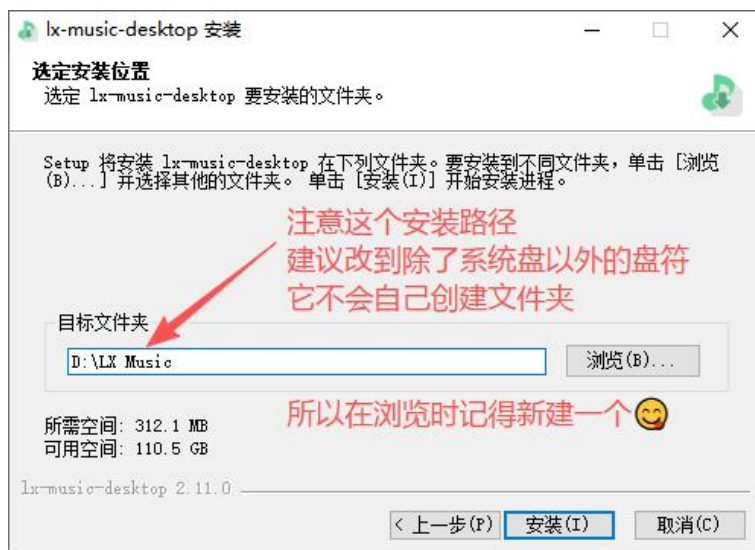 lx-music-desktop 安装
选定安装位置
选定 lx-music-desktop 要安装的文件夹。
Setup 将安装 lx-music-desktop 在下列文件夹。要安装到不同文件夹，单击 [浏览
(B)...] 并选择其他的文件夹。 单击 [安装(I)] 开始安装进程。
注意这个安装路径
建议改到除了系统盘以外的盘符
它不会自己创建文件夹
目标文件夹
D:\LX Music
浏览(B)...
所以在浏览时记得新建一个😋
所需空间: 312.1 MB
可用空间: 110.5 GB
lx-music-desktop 2.11.0
< 上一步(P)
安装(I)
取消(C)